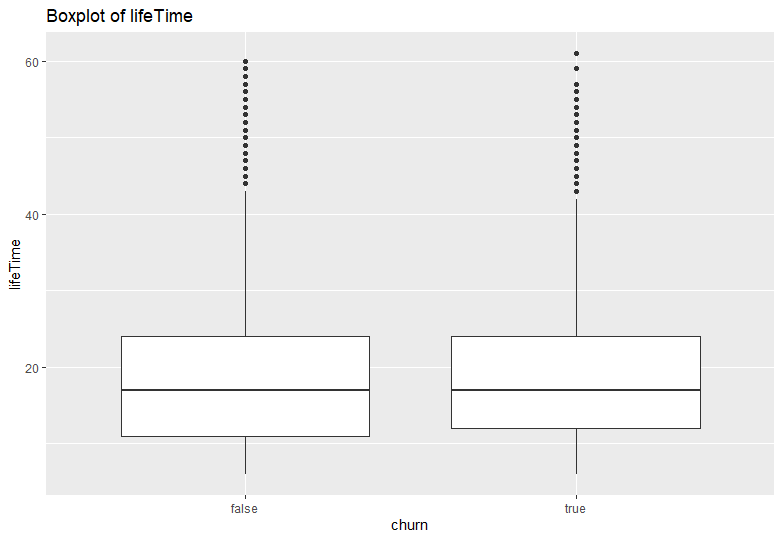 Boxplot of lifeTime
60
40
20
lifeTime
false true
churn